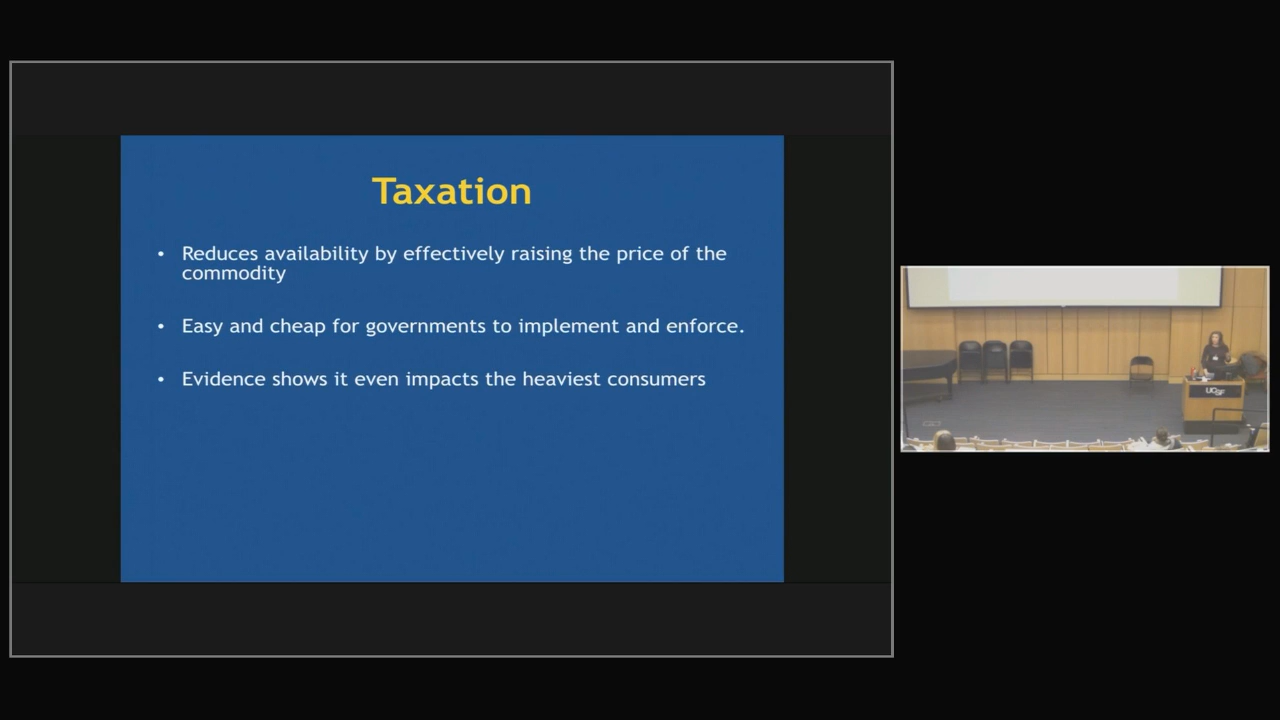 Taxation
• Reduces availability by effectively raising the price of the
commodity
• Easy and cheap for governments to implement and enforce.
• Evidence shows it even impacts the heaviest consumers
UCSF